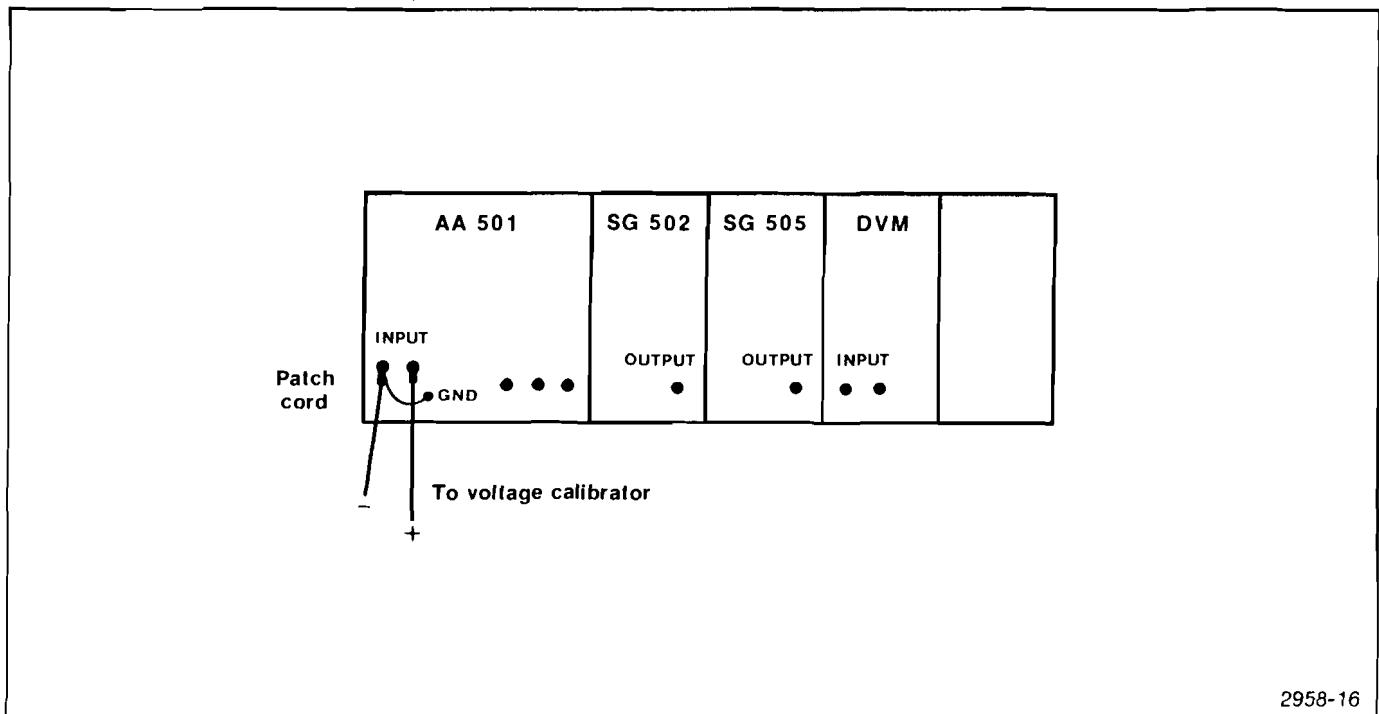 AA 501
SG 502
SG 505
DVM
INPUT
OUTPUT
OUTPUT
INPUT
Patch
cord
GND
To voltage calibrator
–
+
2958-16